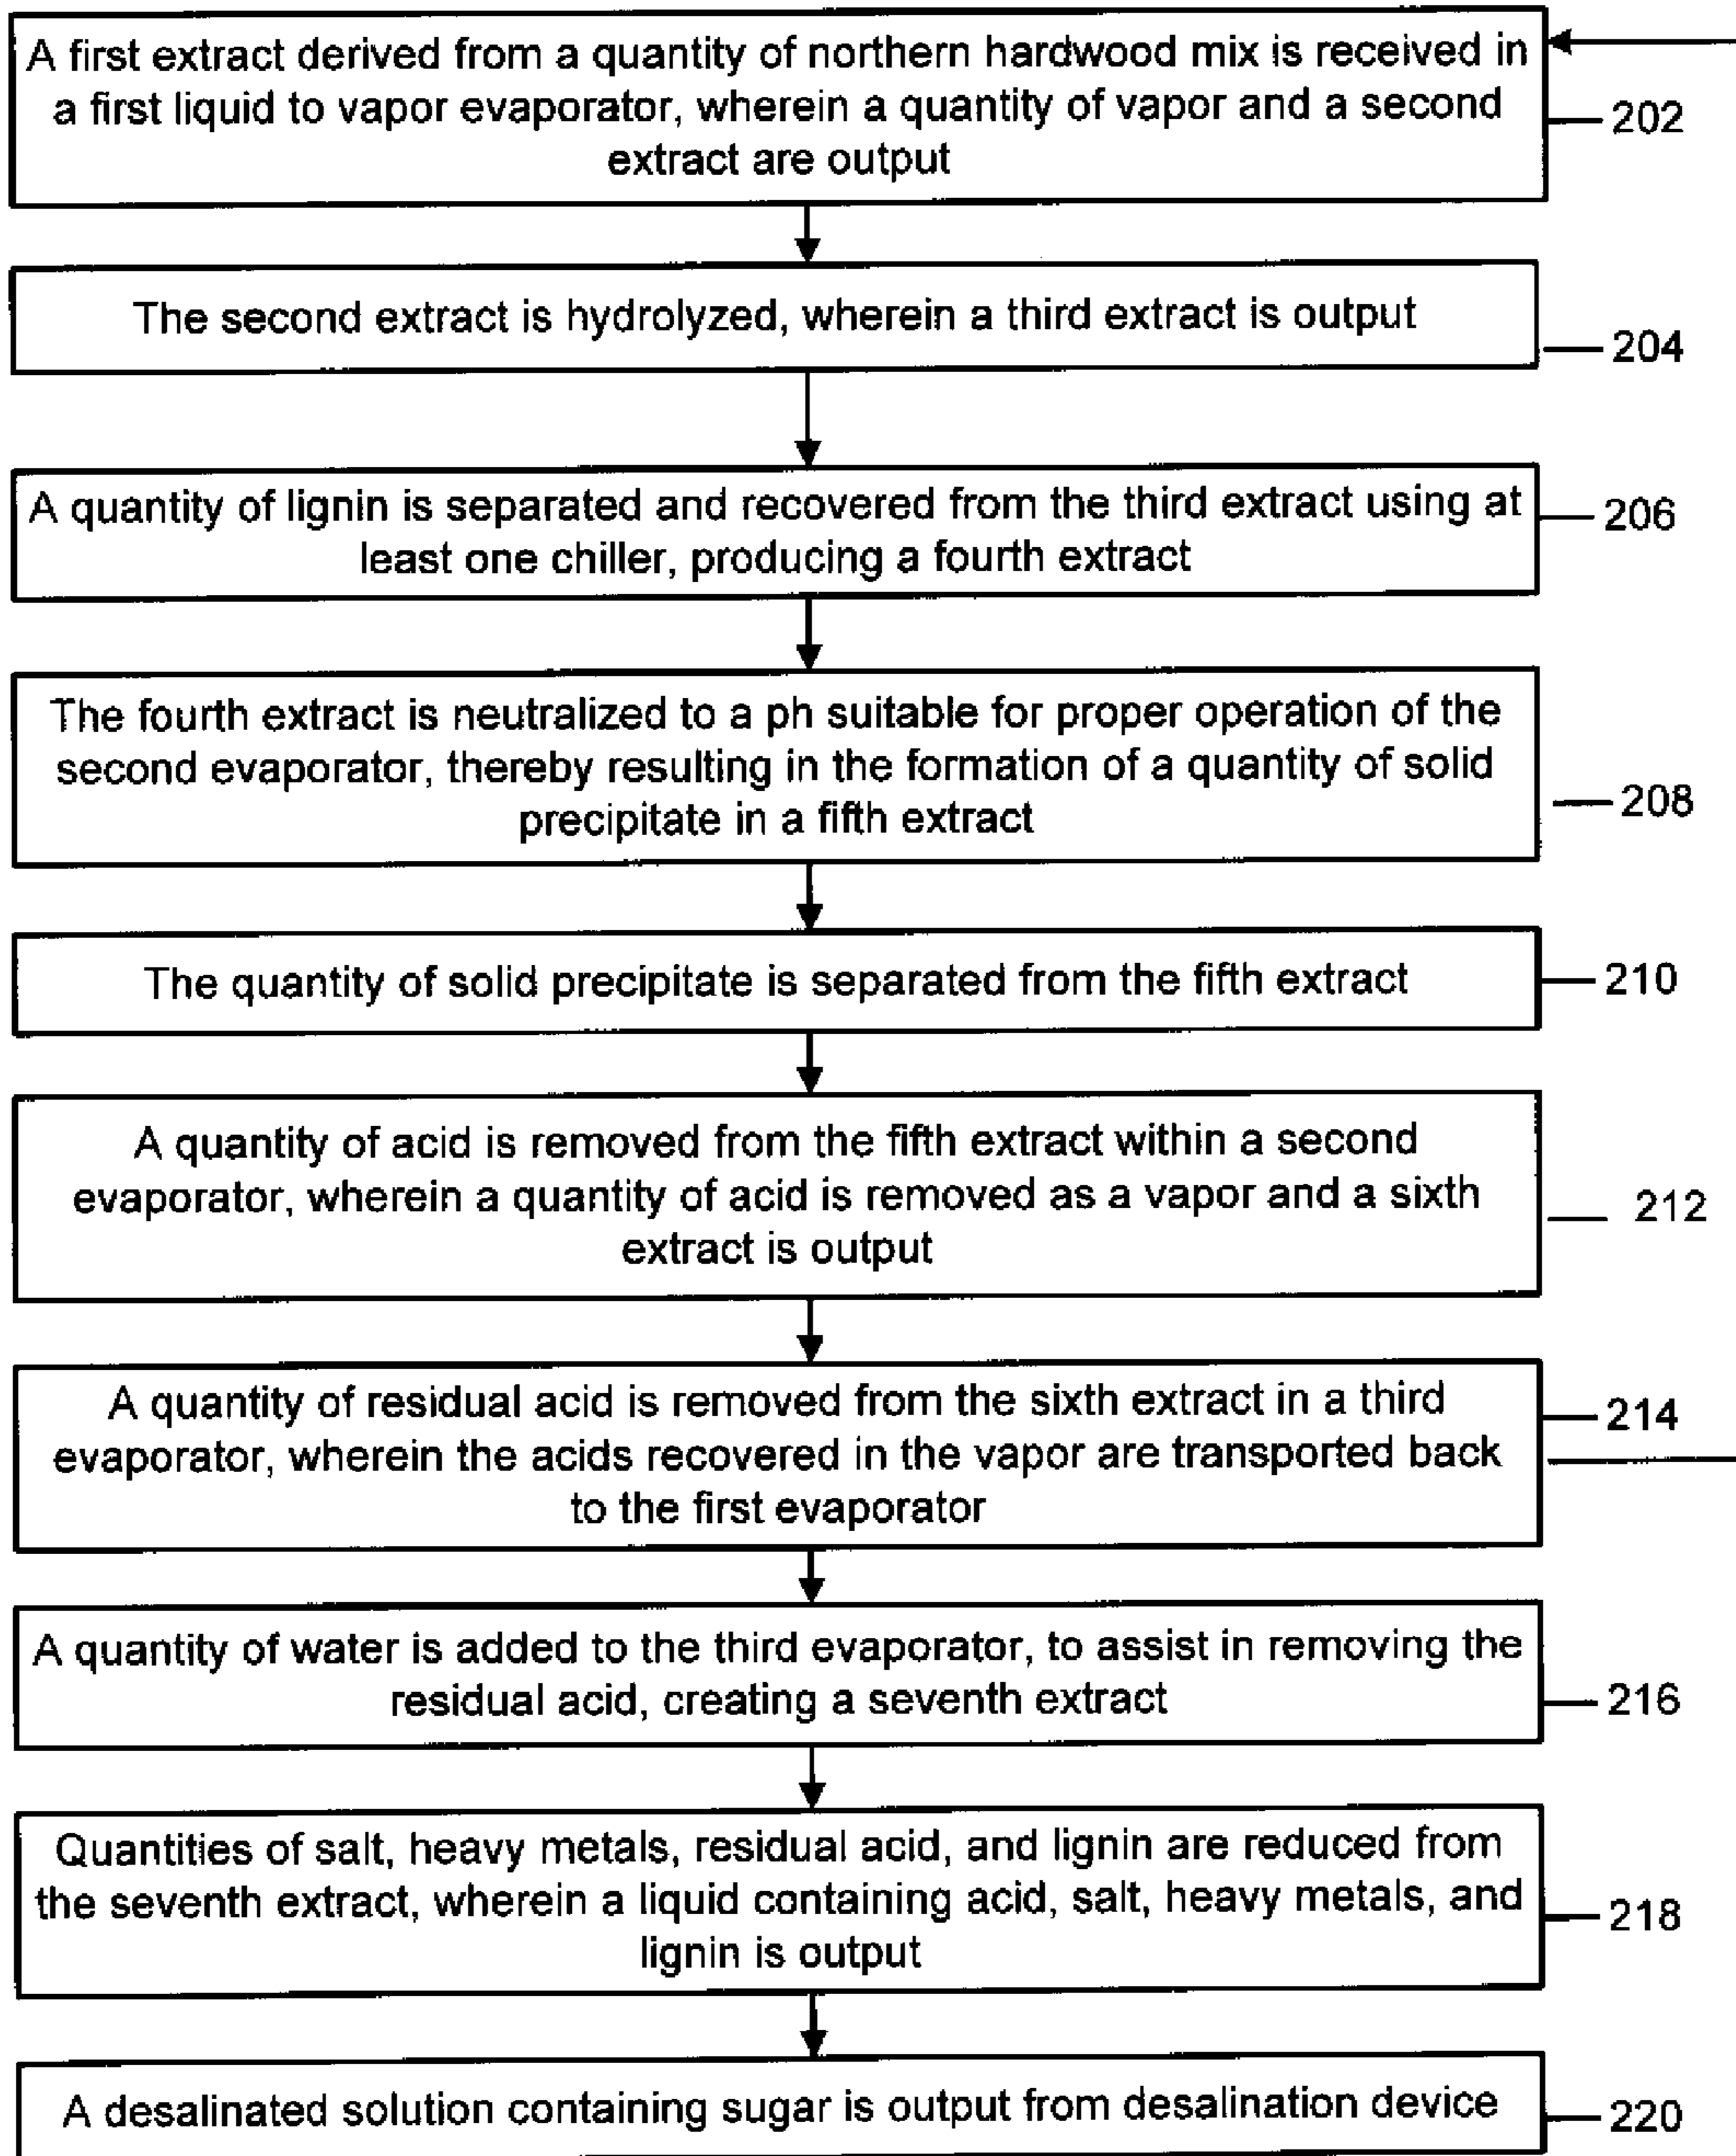 A first extract derived from a quantity of northern hardwood mix is received in
a first liquid to vapor evaporator, wherein a quantity of vapor and a second
extract are output
202
The second extract is hydrolyzed, wherein a third extract is output
204
A quantity of lignin is separated and recovered from the third extract using at
least one chiller, producing a fourth extract
206
The fourth extract is neutralized to a ph suitable for proper operation of the
second evaporator, thereby resulting in the formation of a quantity of solid
precipitate in a fifth extract
208
The quantity of solid precipitate is separated from the fifth extract
210
A quantity of acid is removed from the fifth extract within a second
evaporator, wherein a quantity of acid is removed as a vapor and a sixth
extract is output
212
A quantity of residual acid is removed from the sixth extract in a third
evaporator, wherein the acids recovered in the vapor are transported back
to the first evaporator
214
A quantity of water is added to the third evaporator, to assist in removing the
residual acid, creating a seventh extract
216
Quantities of salt, heavy metals, residual acid, and lignin are reduced from
the seventh extract, wherein a liquid containing acid, salt, heavy metals, and
lignin is output
218
A desalinated solution containing sugar is output from desalination device
220